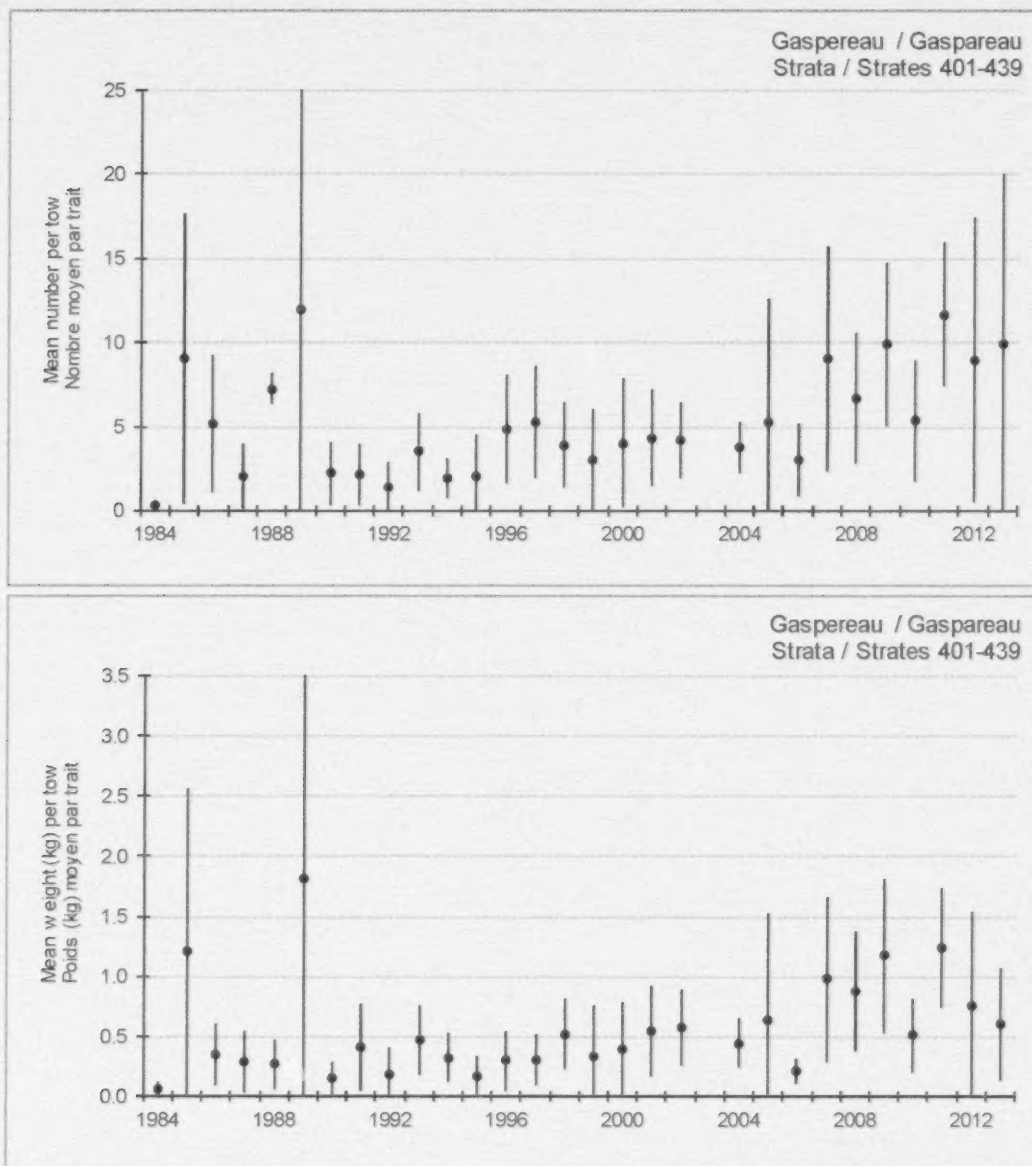 Gaspereau / Gaspareau
Strata / Strates 401-439
Mean number per tow
Nombre moyen par trait
25
20
15
10
5
0
1984 1988 1992 1996 2000 2004 2008 2012
Gaspereau / Gaspareau
Strata / Strates 401-439
Mean w eight (kg) per tow
Poids (kg) moyen par trait
3.5
3.0
2.5
2.0
1.5
1.0
0.5
0.0
1984 1988 1992 1996 2000 2004 2008 2012